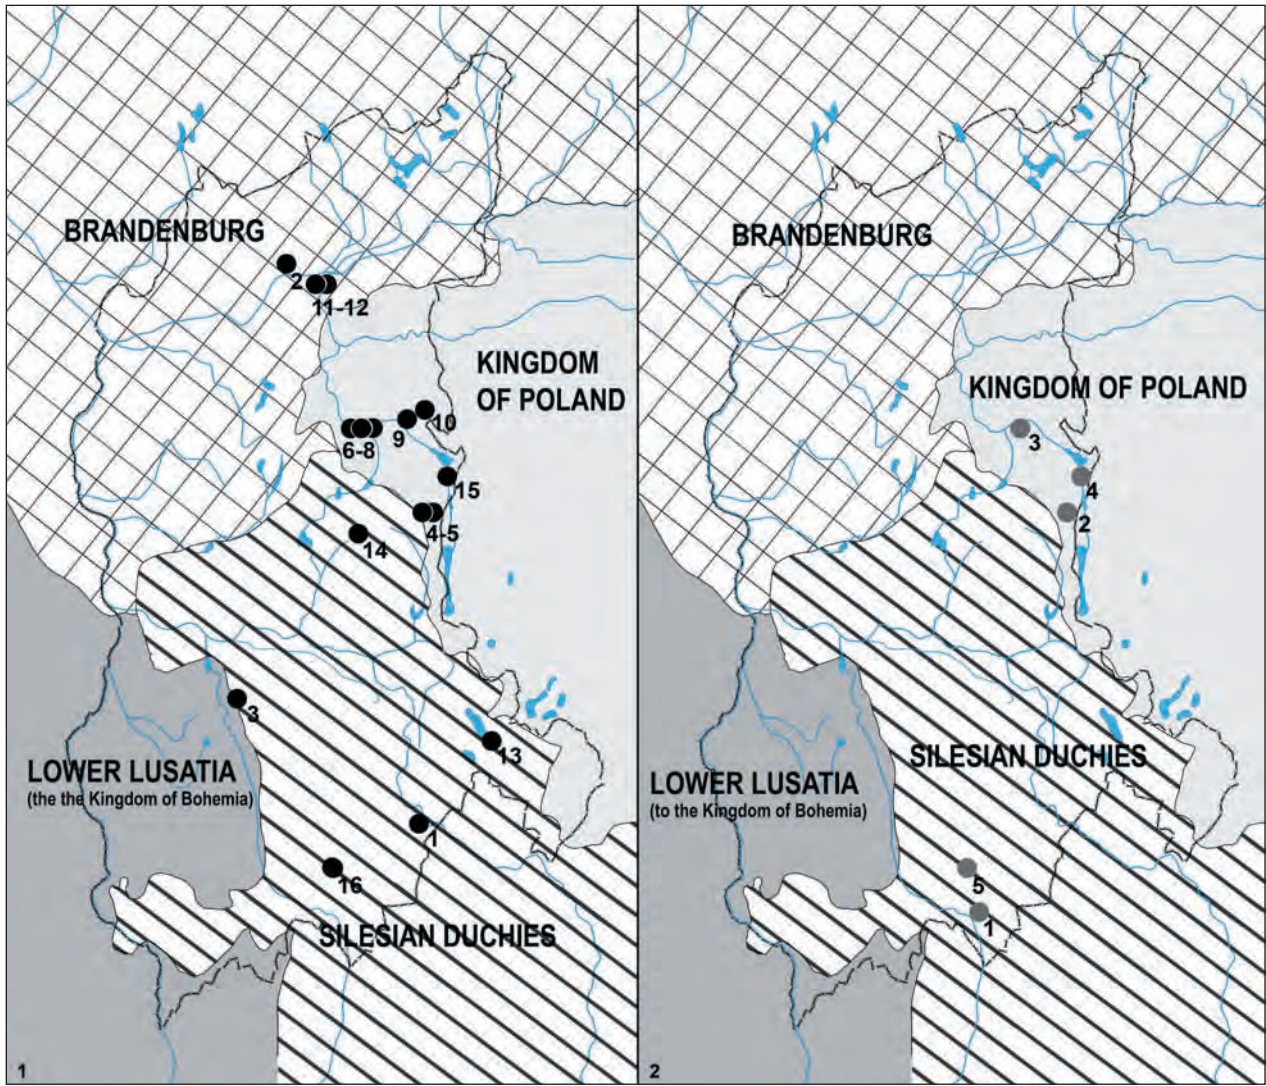 BRANDENBURG
2
11-12
KINGDOM
OF POLAND
10
9
6-8
15
4-5
14
3
13
LOWER LUSATIA
(the the Kingdom of Bohemia)
1
16
SILESIAN DUCHIES
1
BRANDENBURG
KINGDOM OF POLAND
3
4
2
SILESIAN DUCHIES
LOWER LUSATIA
(to the Kingdom of Bohemia)
5
1
2